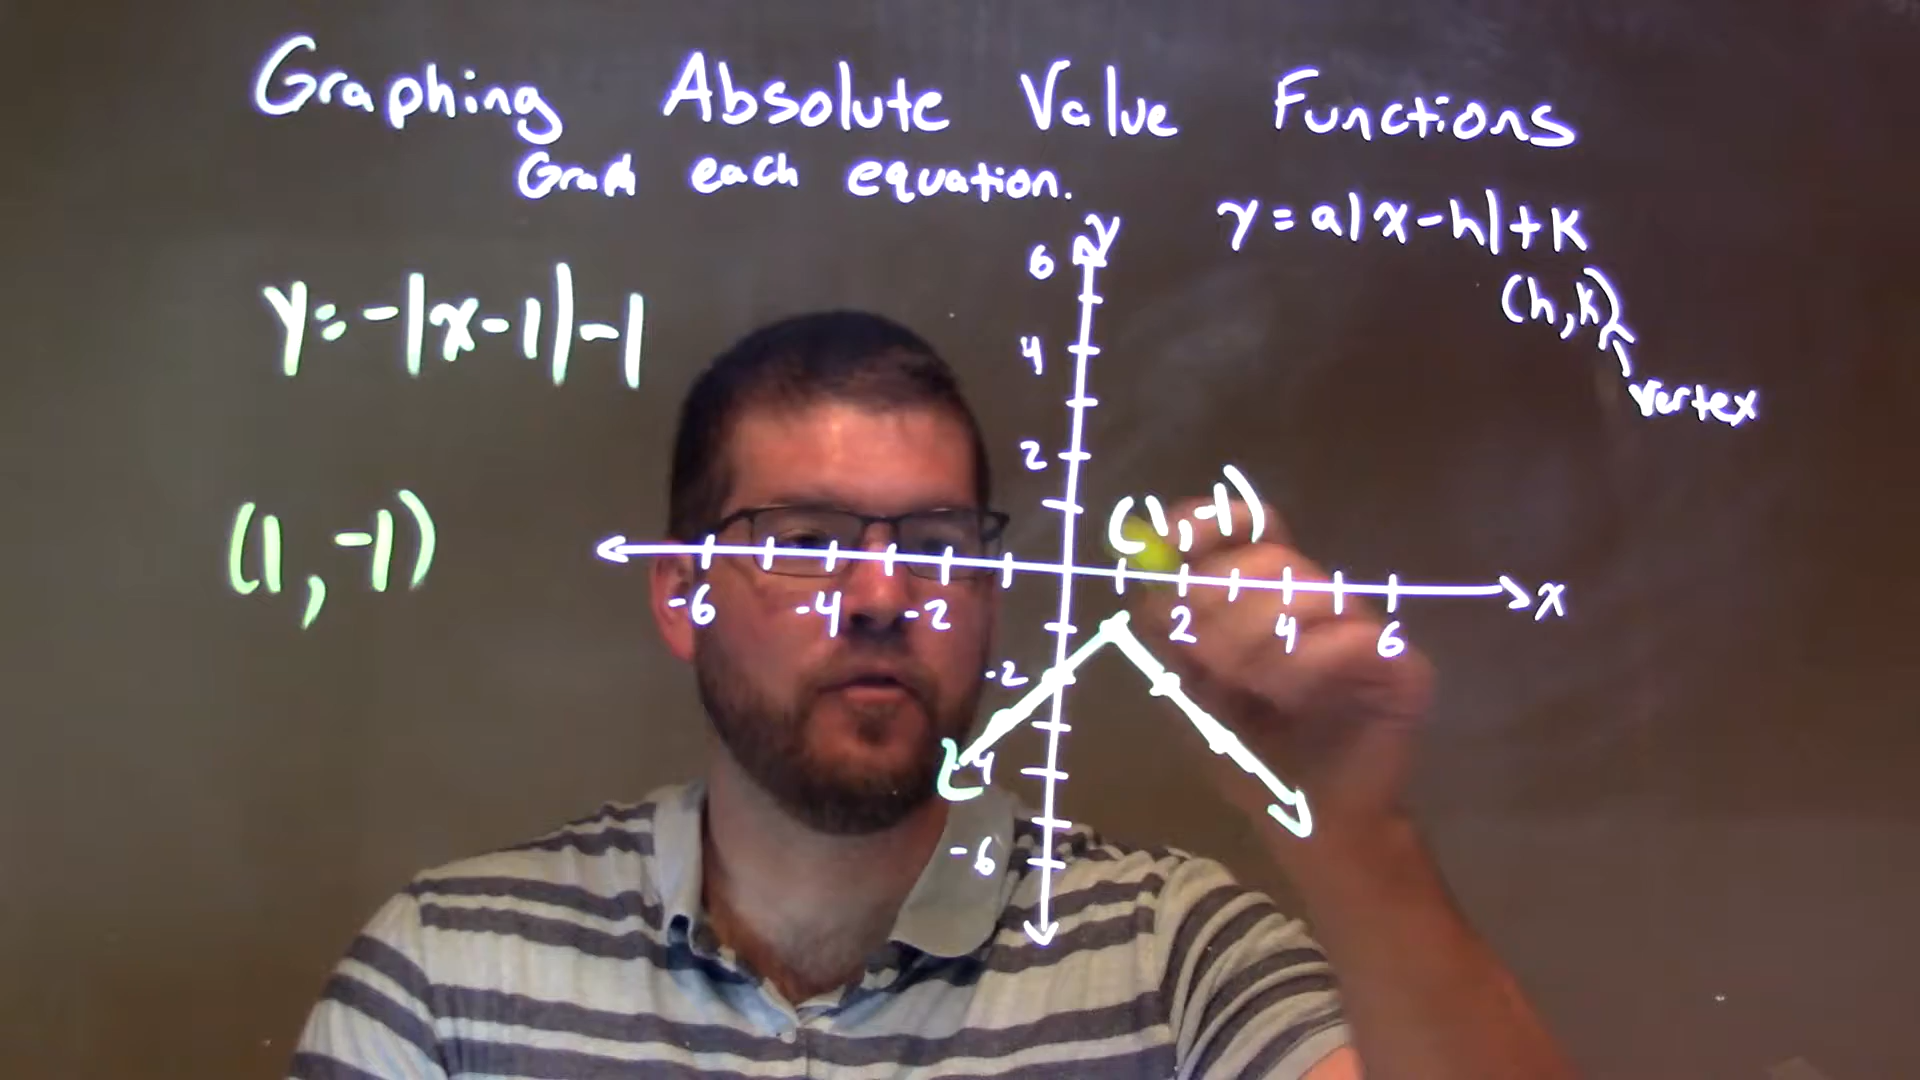 Graphing Absolute Value Functions
Graph each equation.
y = a|x-h|+k
(h,k)
vertex
y = -|x-1|-1
(1,-1)
y
6
4
2
(1,-1)
-6 -4 -2 2 4 6 x
-2
-4
-6